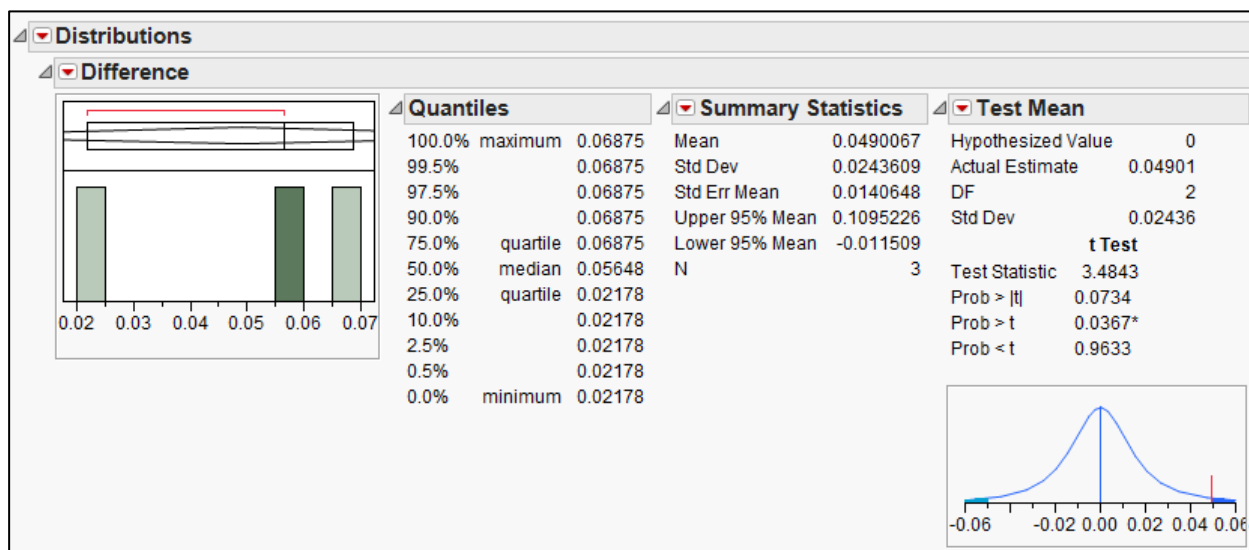 Distributions
Difference
0.02 0.03 0.04 0.05 0.06 0.07
Quantiles
100.0% maximum 0.06875
99.5% 0.06875
97.5% 0.06875
90.0% 0.06875
75.0% quartile 0.06875
50.0% median 0.05648
25.0% quartile 0.02178
10.0% 0.02178
2.5% 0.02178
0.5% 0.02178
0.0% minimum 0.02178
Summary Statistics
Mean 0.0490067
Std Dev 0.0243609
Std Err Mean 0.0140648
Upper 95% Mean 0.1095226
Lower 95% Mean -0.011509
N 3
Test Mean
Hypothesized Value 0
Actual Estimate 0.04901
DF 2
Std Dev 0.02436
t Test
Test Statistic 3.4843
Prob > |t| 0.0734
Prob > t 0.0367*
Prob < t 0.9633
-0.06 -0.02 0.00 0.02 0.04 0.06